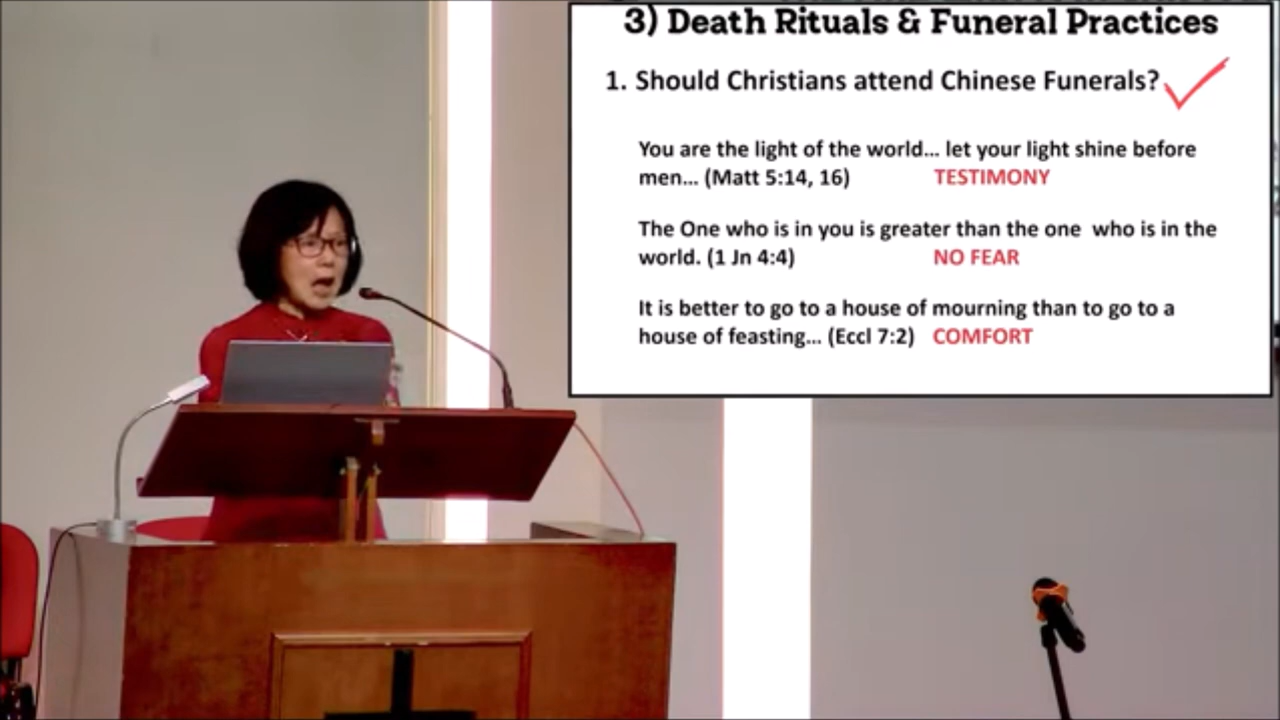 3) Death Rituals & Funeral Practices
1. Should Christians attend Chinese Funerals?
You are the light of the world... let your light shine before
men... (Matt 5:14, 16) TESTIMONY
The One who is in you is greater than the one who is in the
world. (1 Jn 4:4) NO FEAR
It is better to go to a house of mourning than to go to a
house of feasting... (Eccl 7:2) COMFORT